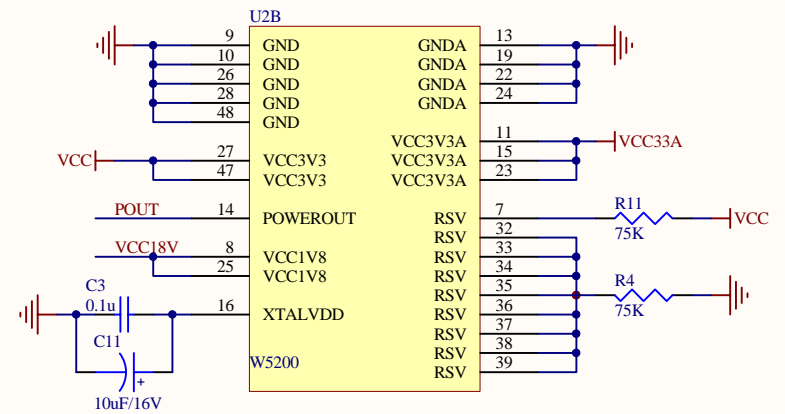 U2B
9 GND GNDA 13
10 GND GNDA 19
26 GND GNDA 22
28 GND GNDA 24
48 GND
VCC3V3A 11 VCC33A
VCC 27 VCC3V3 VCC3V3A 15
47 VCC3V3 VCC3V3A 23
POUT 14 POWEROUT RSV 7 R11 75K VCC
RSV 32
VCC18V 8 VCC1V8 RSV 33
25 VCC1V8 RSV 34
RSV 35 R4 75K
C3 0.1u 16 XTALVDD RSV 36
RSV 37
C11 RSV 38
W5200 RSV 39
+
10uF/16V